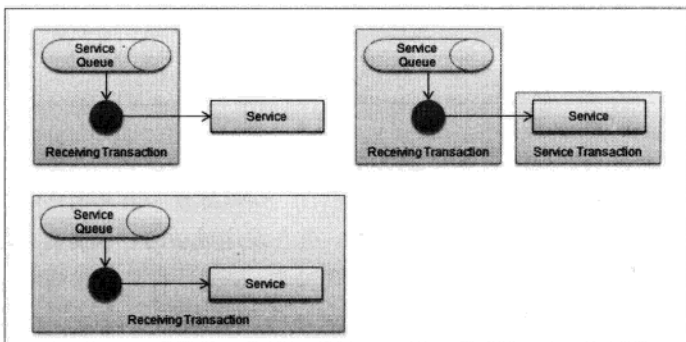 Service
Queue
Service
Receiving Transaction
Service
Queue
Service
Receiving Transaction
Service Transaction
Service
Queue
Service
Receiving Transaction